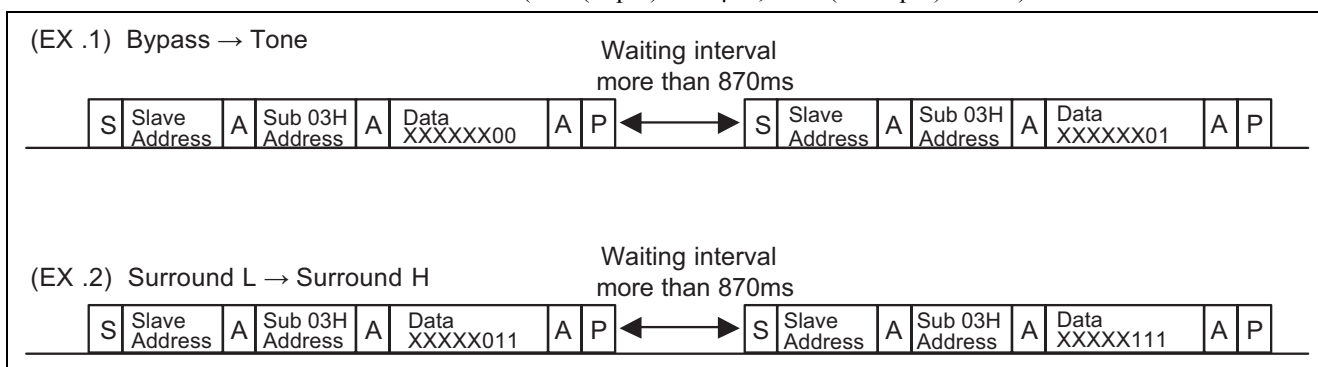 (EX .1) Bypass → Tone
Waiting interval
more than 870ms
S Slave Address A Sub 03H Address A Data XXXXXX00 A P S Slave Address A Sub 03H Address A Data XXXXXX01 A P
(EX .2) Surround L → Surround H
Waiting interval
more than 870ms
S Slave Address A Sub 03H Address A Data XXXXX011 A P S Slave Address A Sub 03H Address A Data XXXXX111 A P